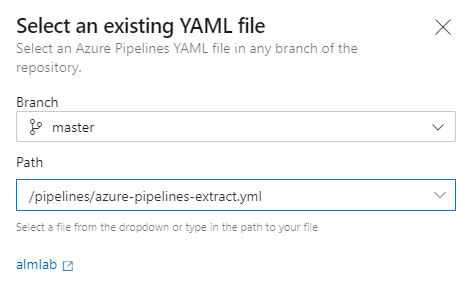 Select an existing YAML file
Select an Azure Pipelines YAML file in any branch of the
repository.
Branch
master
Path
/pipelines/azure-pipelines-extract.yml
Select a file from the dropdown or type in the path to your file
almlab